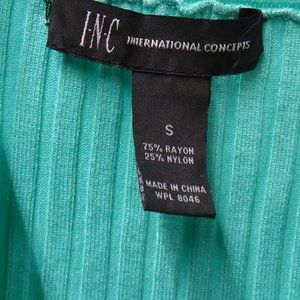 I·N·C INTERNATIONAL CONCEPTS
S
75% RAYON
25% NYLON
MADE IN CHINA
WPL 8046